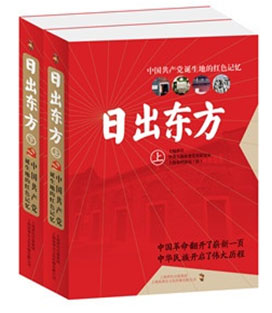 中国共产党诞生地的红色记忆
日出东方
上
中国革命翻开了崭新一页
中华民族开启了伟大历程
日出东方
上
中国共产党
诞生地的红色记忆
日出东方
下
中国共产党
诞生地的红色记忆